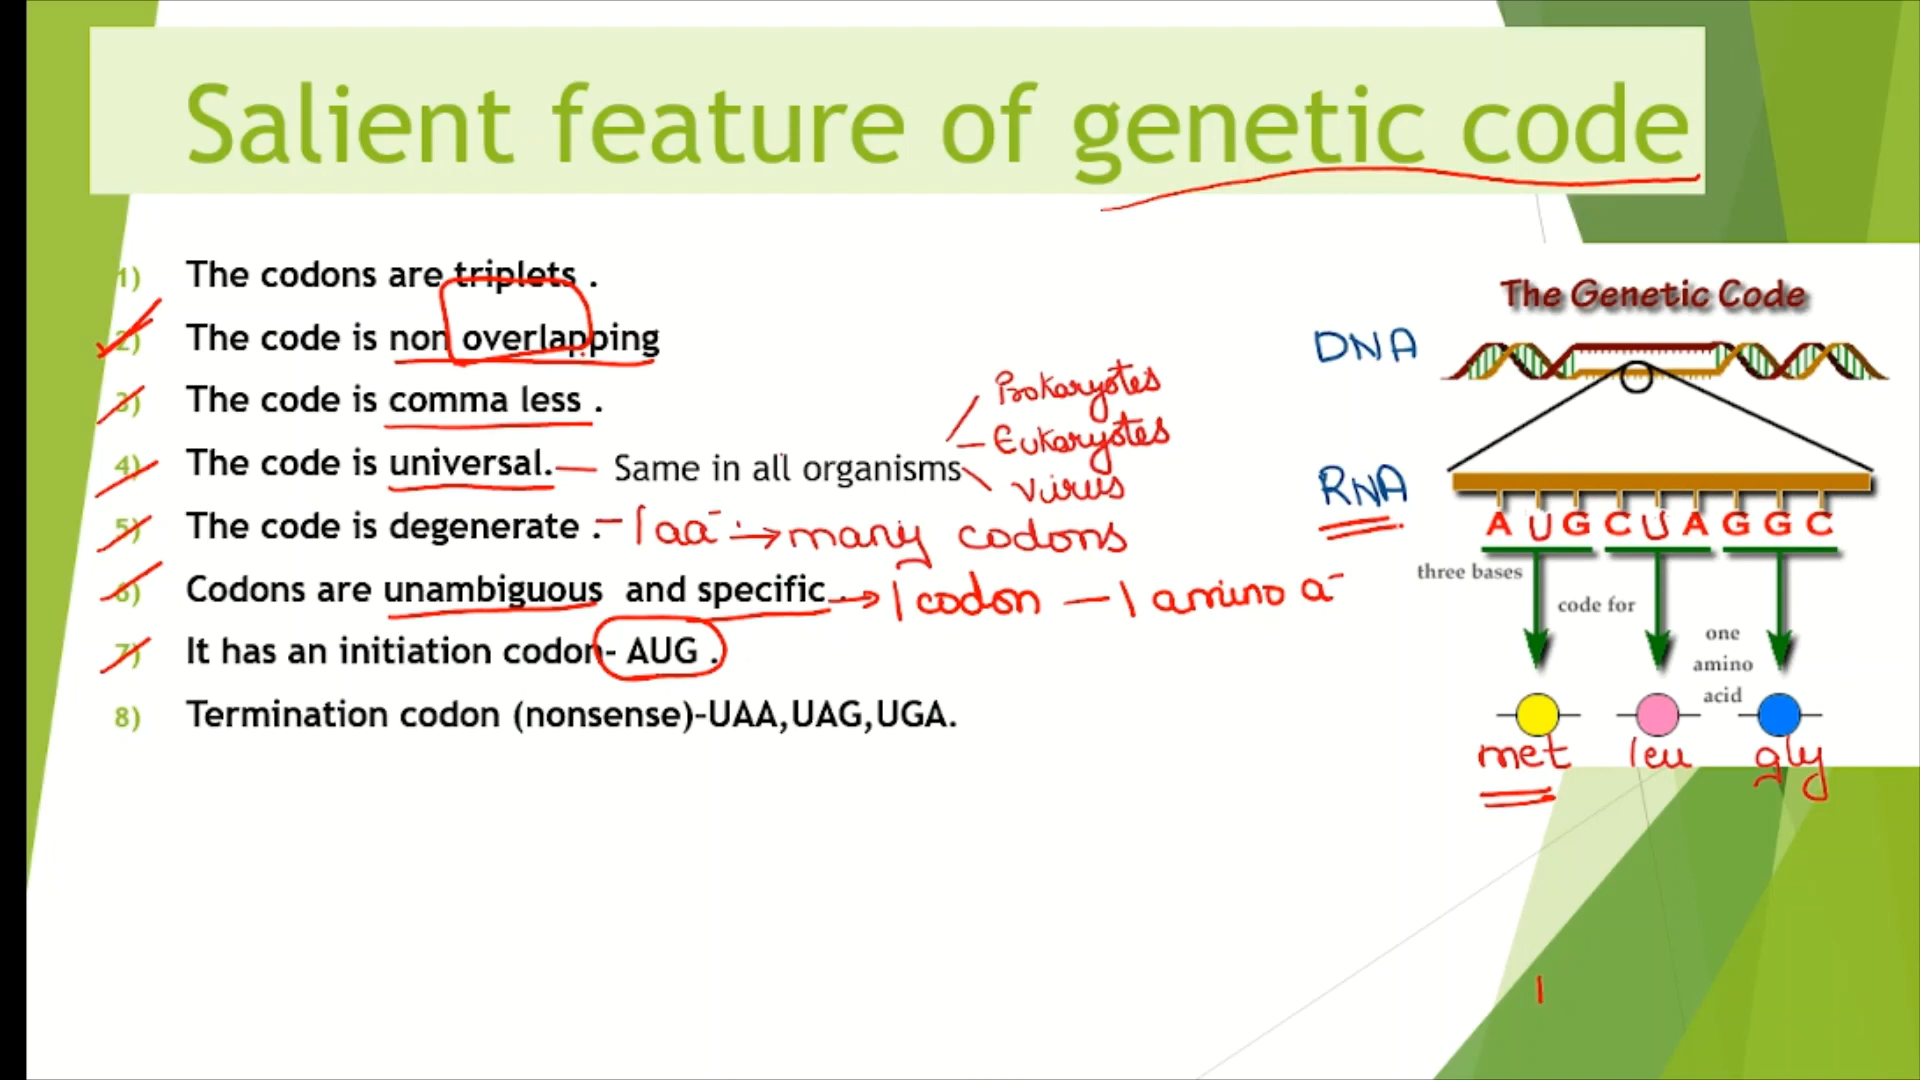 Salient feature of genetic code
1) The codons are triplets .
2) The code is non overlapping
3) The code is comma less .
4) The code is universal. — Same in all organisms
Prokaryotes
Eukaryotes
Virus
5) The code is degenerate . - 1 aa → many codons
6) Codons are unambiguous and specific . → 1 codon — 1 amino a
7) It has an initiation codon- AUG .
8) Termination codon (nonsense)-UAA,UAG,UGA.
The Genetic Code
DNA
RNA
A U G C U A G G C
three bases
code for
one
amino
acid
met leu gly